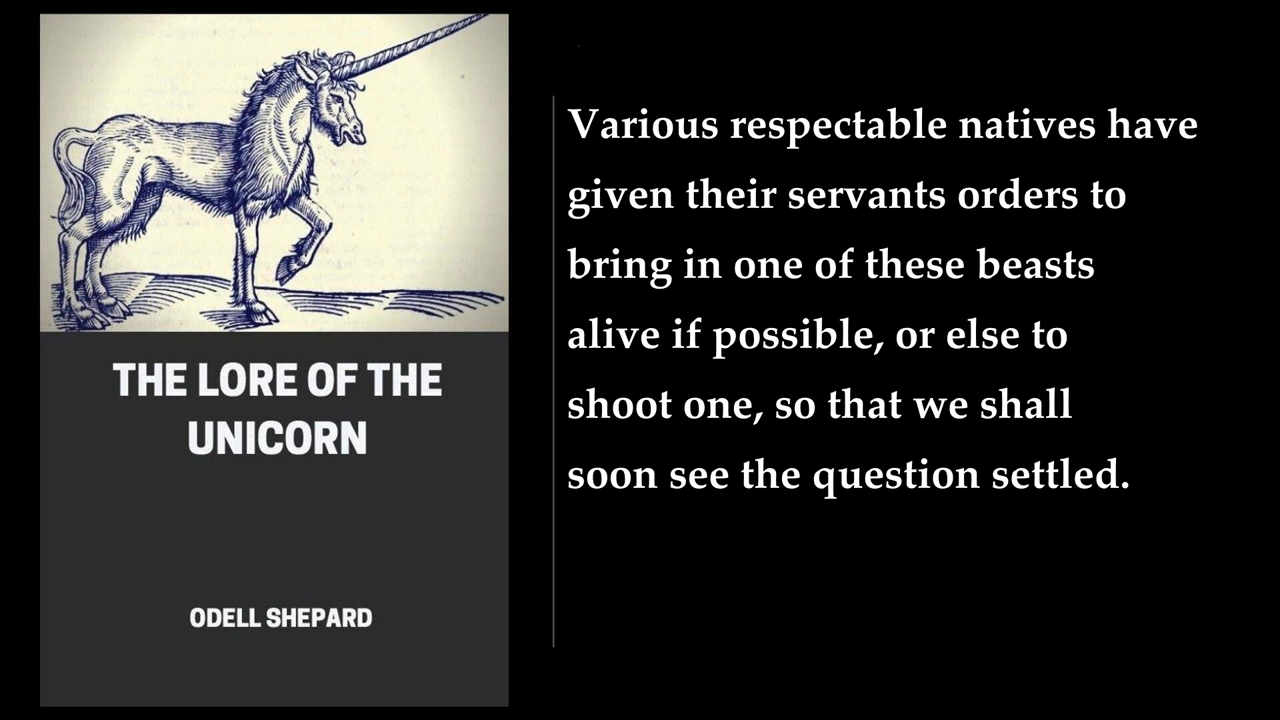 THE LORE OF THE
UNICORN
ODELL SHEPARD
Various respectable natives have
given their servants orders to
bring in one of these beasts
alive if possible, or else to
shoot one, so that we shall
soon see the question settled.